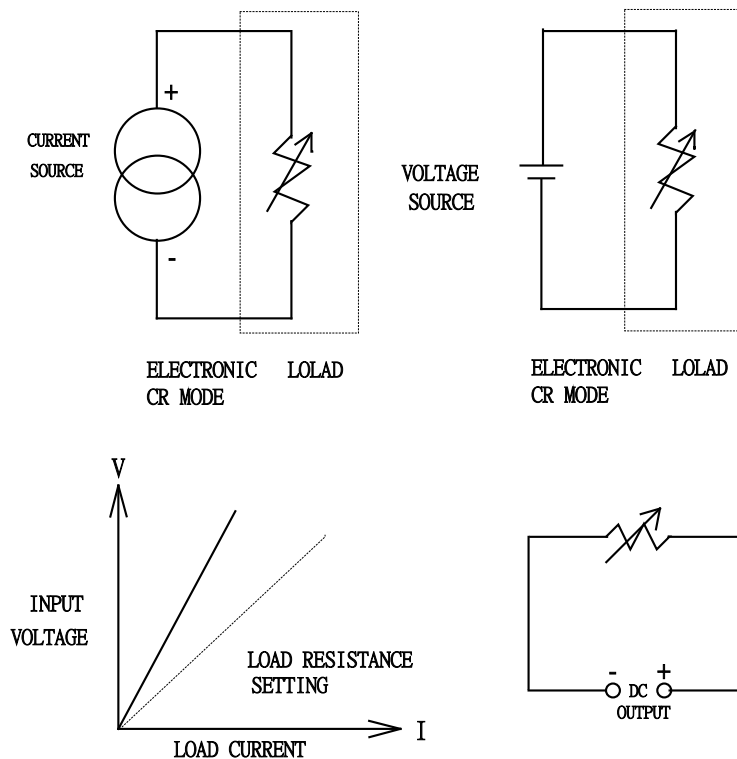 +
CURRENT
SOURCE
-
ELECTRONIC LOLAD
CR MODE
VOLTAGE
SOURCE
ELECTRONIC LOLAD
CR MODE
V
INPUT
VOLTAGE
LOAD RESISTANCE
SETTING
I
LOAD CURRENT
- +
DC
OUTPUT